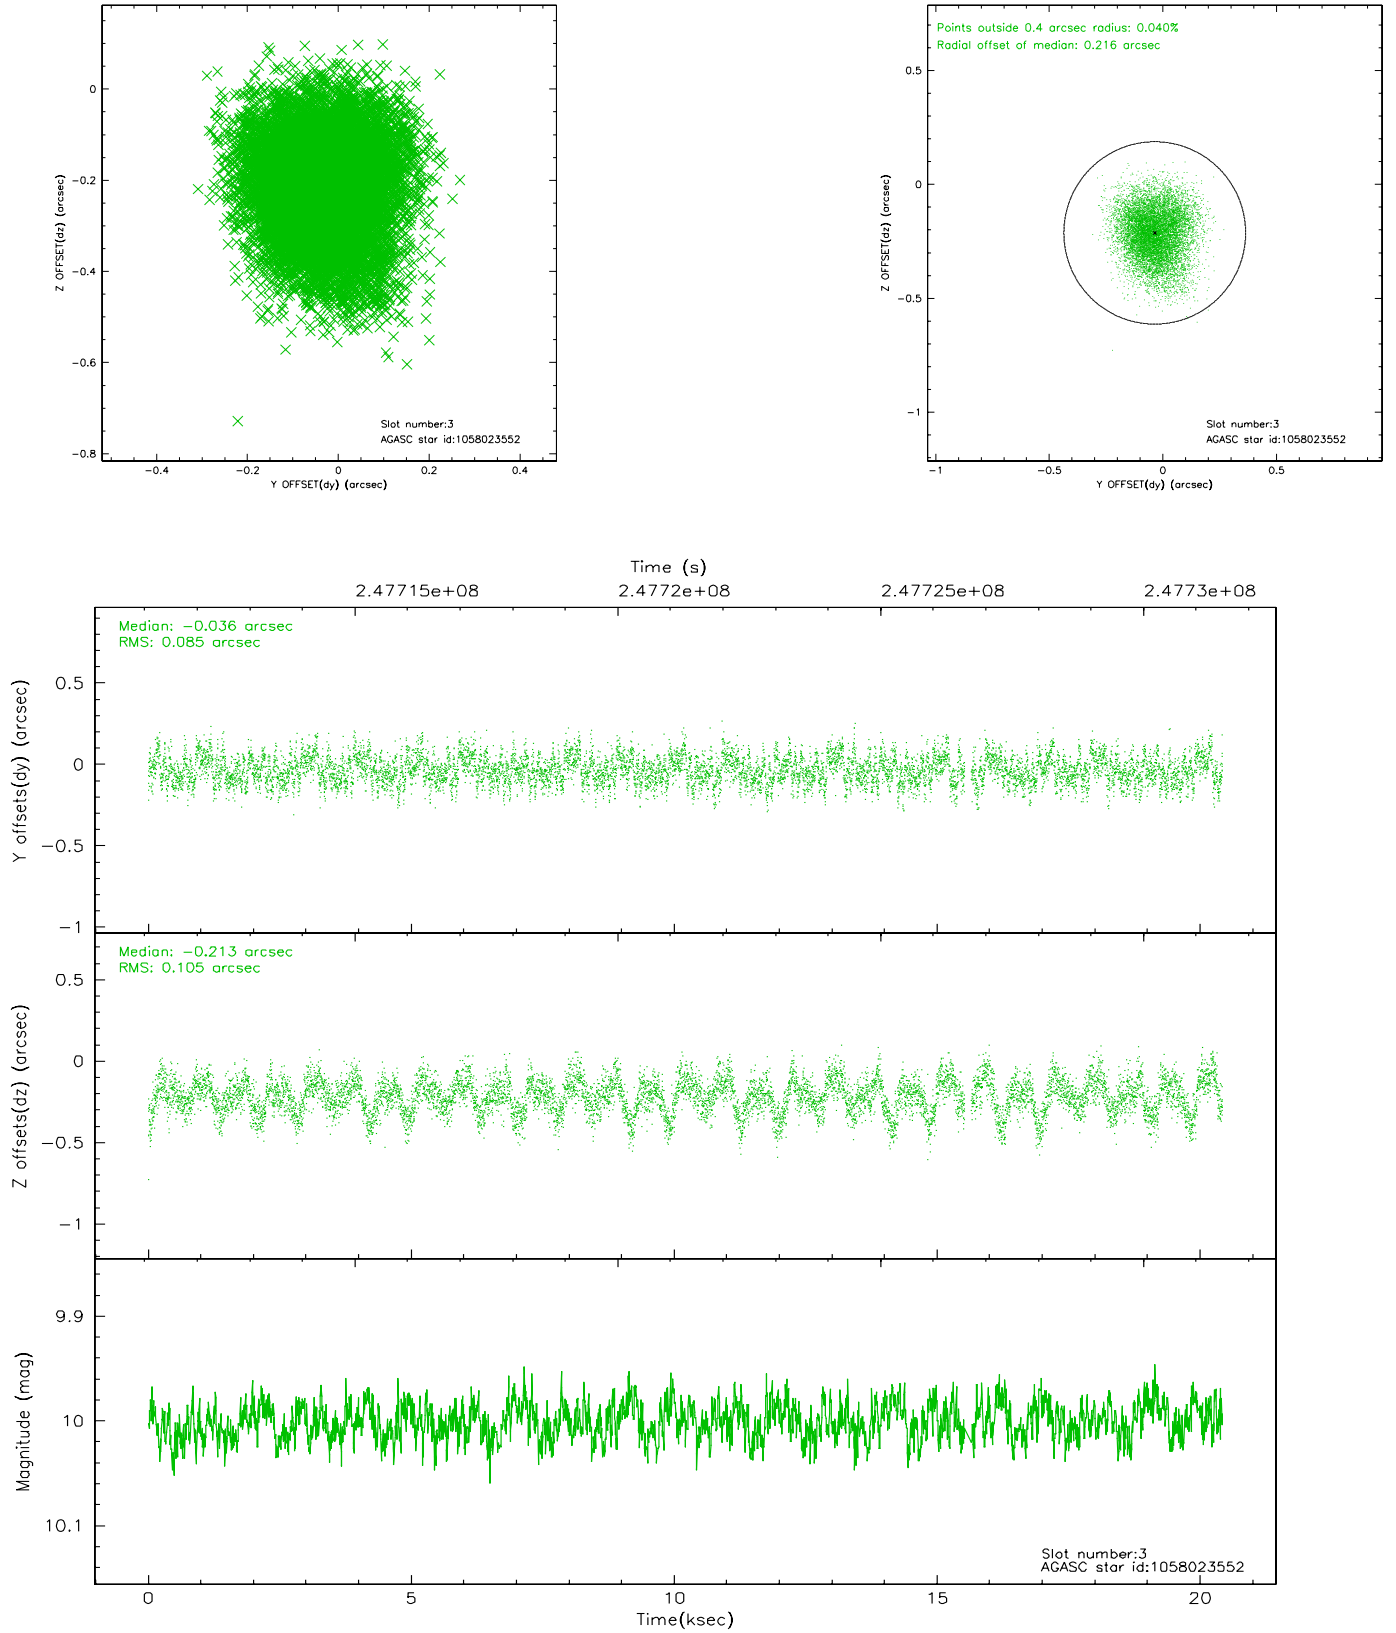 0
−0.2
−0.4
−0.6
−0.8
Z OFFSET(dz) (arcsec)
Slot number:3
AGASC star id:1058023552
−0.4 −0.2 0 0.2 0.4
Y OFFSET(dy) (arcsec)
Points outside 0.4 arcsec radius: 0.040%
Radial offset of median: 0.216 arcsec
0.5
0
−0.5
−1
Z OFFSET(dz) (arcsec)
Slot number:3
AGASC star id:1058023552
−1 −0.5 0 0.5
Y OFFSET(dy) (arcsec)
Time (s)
2.47715e+08 2.4772e+08 2.47725e+08 2.4773e+08
Median: −0.036 arcsec
RMS: 0.085 arcsec
0.5
0
−0.5
−1
Y offsets(dy) (arcsec)
Median: −0.213 arcsec
RMS: 0.105 arcsec
0.5
0
−0.5
−1
Z offsets(dz) (arcsec)
9.9
10
10.1
Magnitude (mag)
Slot number:3
AGASC star id:1058023552
0 5 10 15 20
Time(ksec)